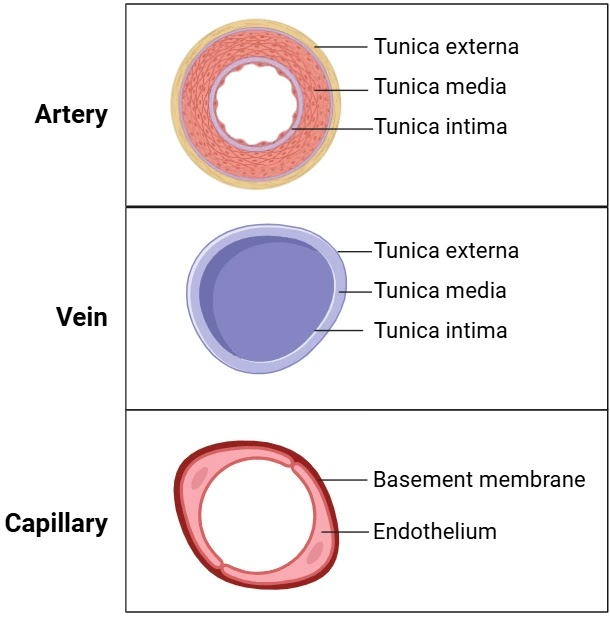 Artery
Tunica externa
Tunica media
Tunica intima
Vein
Tunica externa
Tunica media
Tunica intima
Capillary
Basement membrane
Endothelium